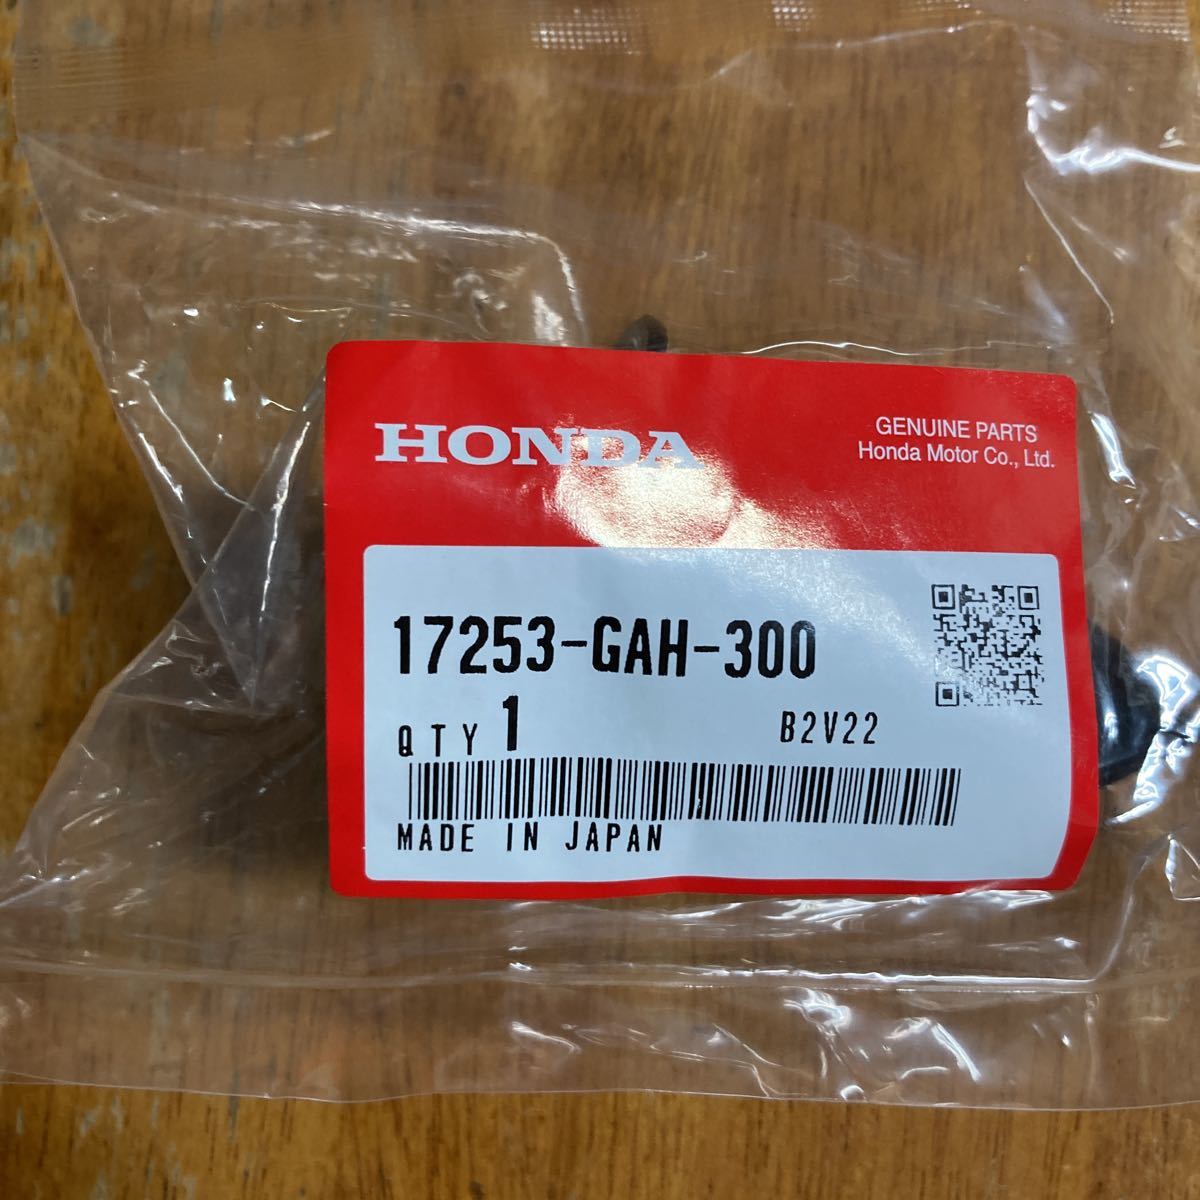 HONDA
GENUINE PARTS
Honda Motor Co., Ltd.
17253-GAH-300
QTY 1
B2V22
MADE IN JAPAN